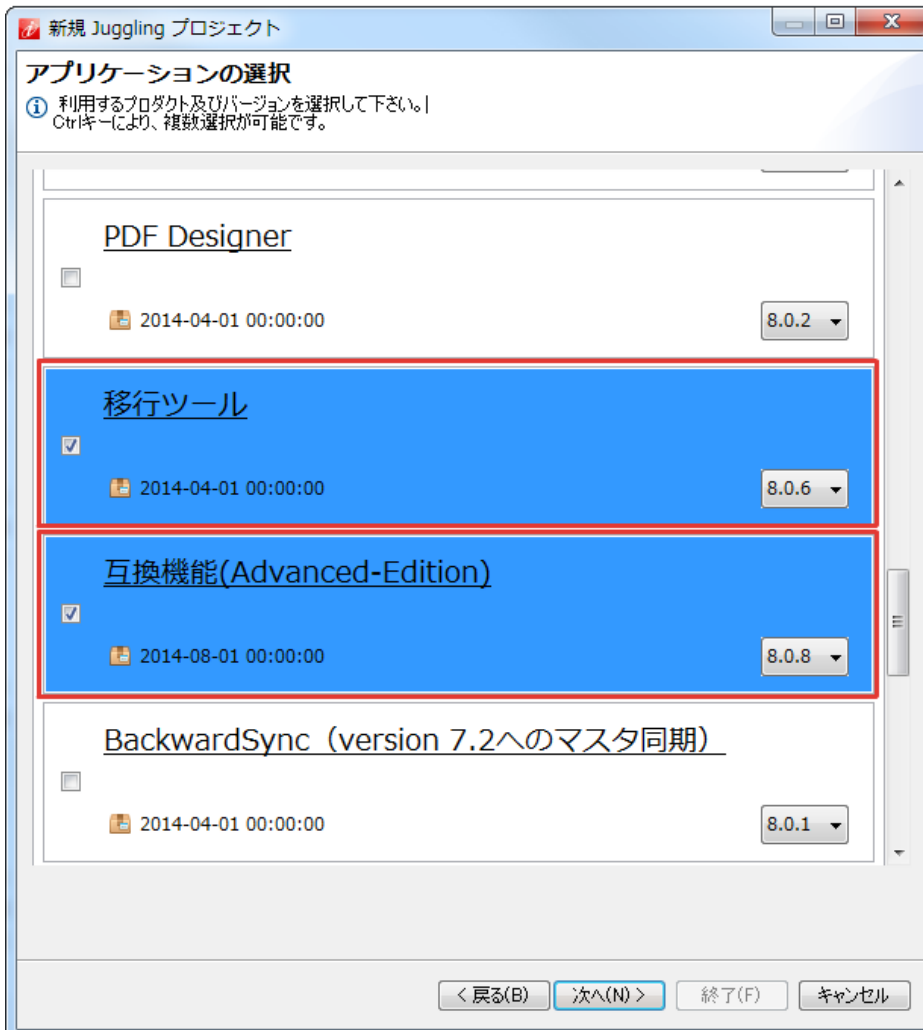 新規 Juggling プロジェクト
アプリケーションの選択
利用するプロダクト及びバージョンを選択して下さい。
Ctrlキーにより、複数選択が可能です。
PDF Designer
2014-04-01 00:00:00
8.0.2
移行ツール
2014-04-01 00:00:00
8.0.6
互換機能(Advanced-Edition)
2014-08-01 00:00:00
8.0.8
BackwardSync（version 7.2へのマスタ同期）
2014-04-01 00:00:00
8.0.1
< 戻る(B)
次へ(N) >
終了(F)
キャンセル